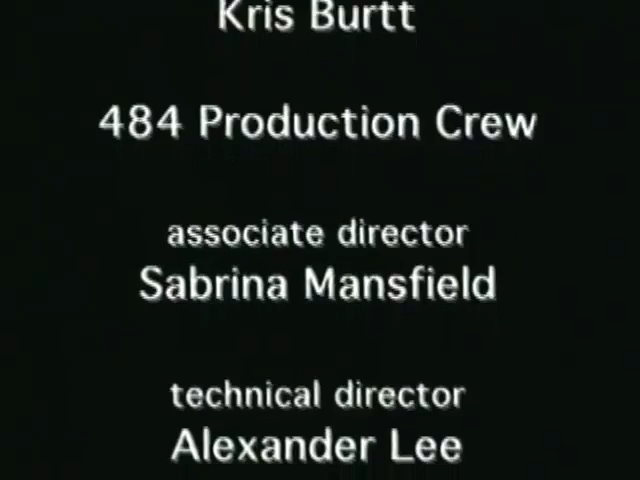 Kris Burtt
484 Production Crew
associate director
Sabrina Mansfield
technical director
Alexander Lee